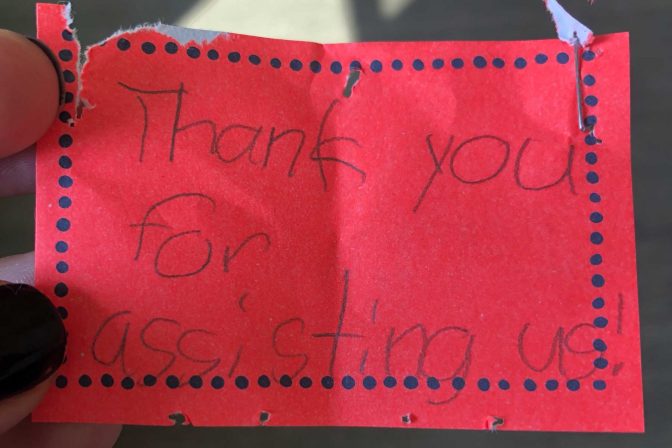 Thank you
for
assisting us!